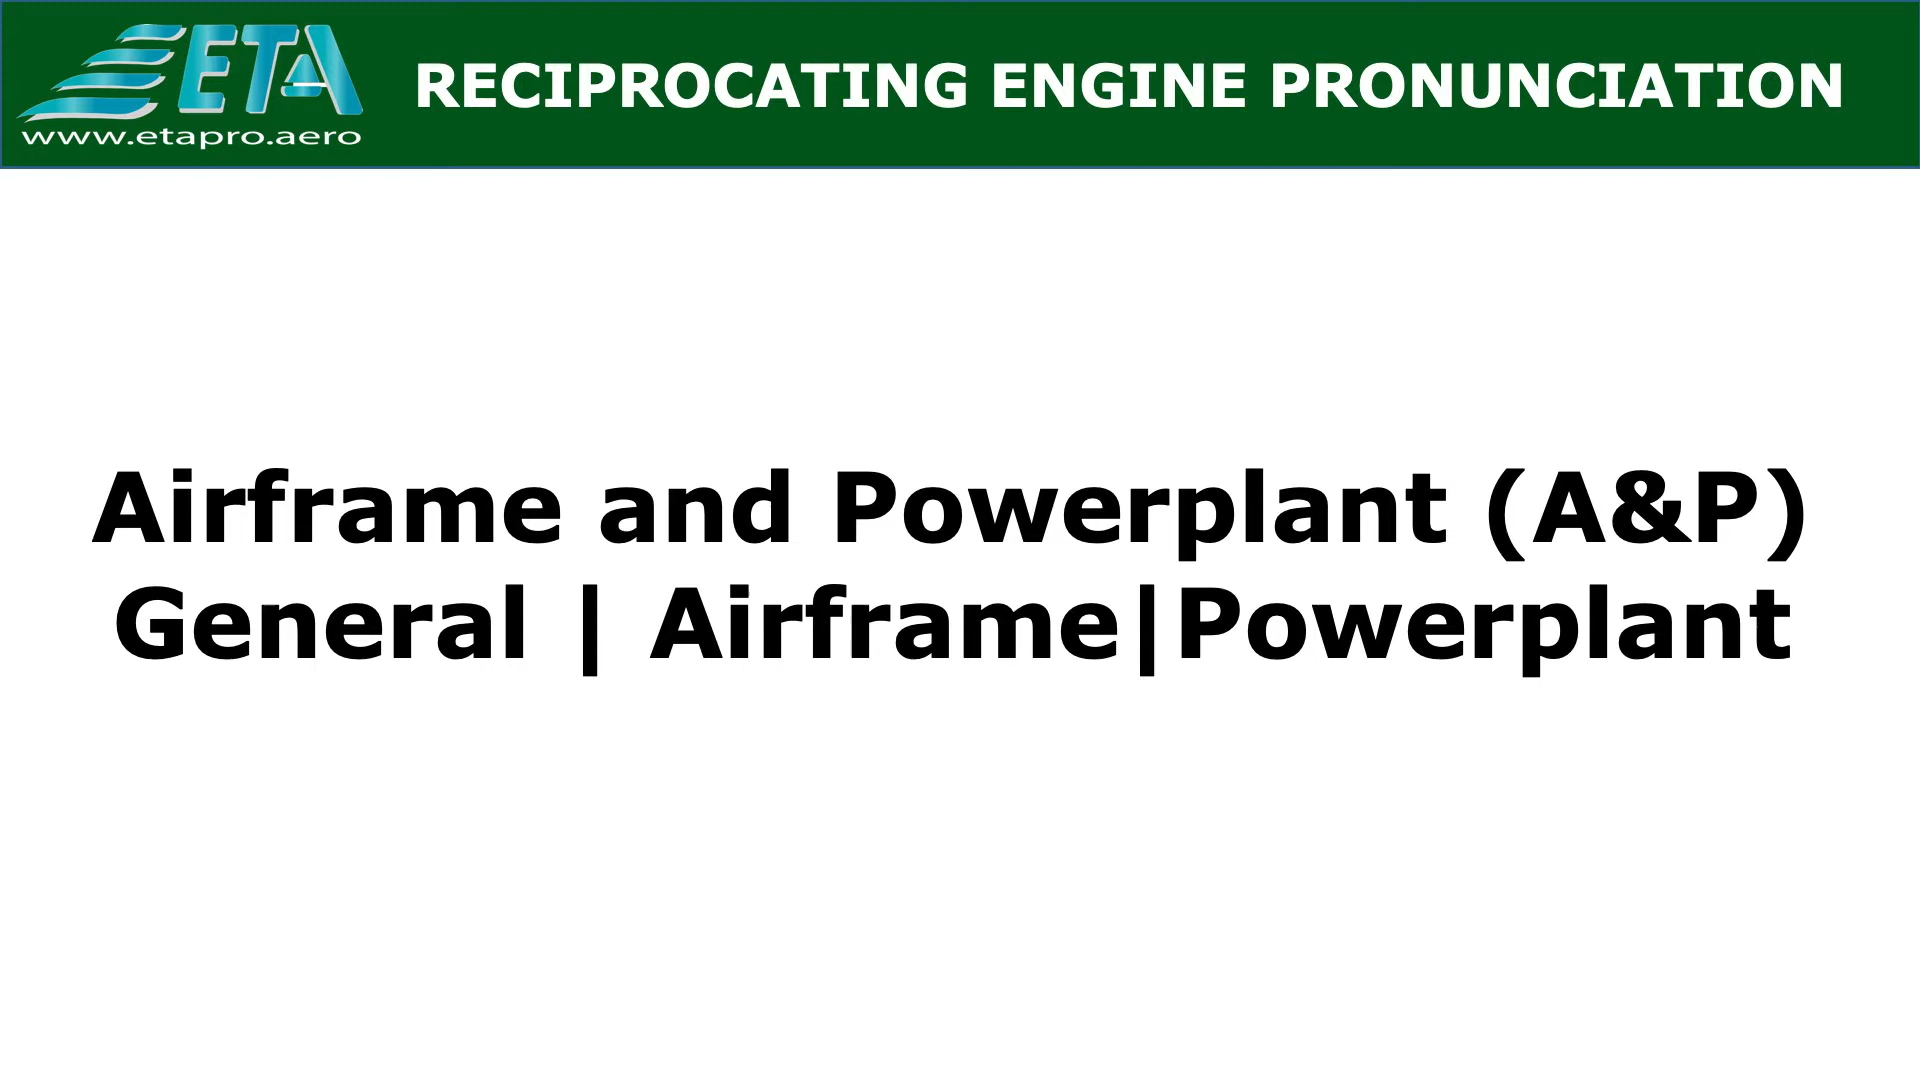 ETA
www.etapro.aero
RECIPROCATING ENGINE PRONUNCIATION
Airframe and Powerplant (A&P)
General | Airframe|Powerplant